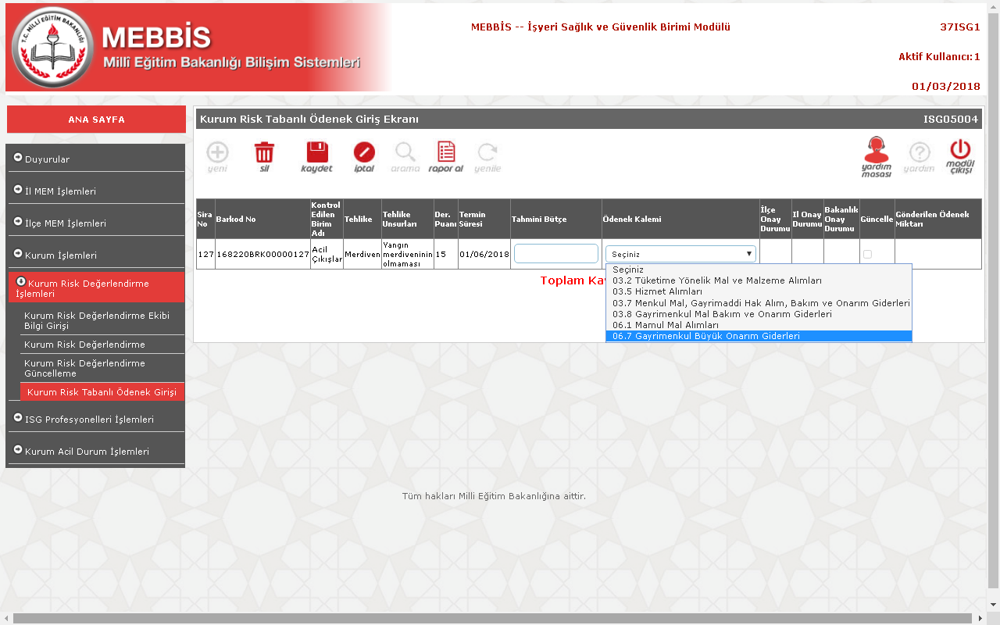 T.C. MİLLİ EĞİTİM BAKANLIĞI
MEBBİS
Millî Eğitim Bakanlığı Bilişim Sistemleri
MEBBİS -- İşyeri Sağlık ve Güvenlik Birimi Modülü
37ISG1
Aktif Kullanıcı:1
01/03/2018
ANA SAYFA
Duyurular
İl MEM İşlemleri
İlçe MEM İşlemleri
Kurum İşlemleri
Kurum Risk Değerlendirme
İşlemleri
Kurum Risk Değerlendirme Ekibi
Bilgi Girişi
Kurum Risk Değerlendirme
Kurum Risk Değerlendirme
Güncelleme
Kurum Risk Tabanlı Ödenek Girişi
ISG Profesyonelleri İşlemleri
Kurum Acil Durum İşlemleri
Kurum Risk Tabanlı Ödenek Giriş Ekranı
ISG05004
yeni
sil
kaydet
iptal
arama
rapor al
yenile
yardım masası
yardım
modül çıkışı
Sira No
Barkod No
Kontrol Edilen Birim Adı
Tehlike
Tehlike Unsurları
Der. Puanı
Termin Süresi
Tahmini Bütçe
Ödenek Kalemi
İlçe Onay Durumu
Il Onay Durumu
Bakanlık Onay Durumu
Güncelle
Gönderilen Ödenek Miktarı
127
168220BRK00000127
Acil Çıkışlar
Merdiven
Yangın merdiveninin olmaması
15
01/06/2018
Seçiniz
Toplam
Seçiniz
03.2 Tüketime Yönelik Mal ve Malzeme Alımları
03.5 Hizmet Alımları
03.7 Menkul Mal, Gayrimaddi Hak Alım, Bakım ve Onarım Giderleri
03.8 Gayrimenkul Mal Bakım ve Onarım Giderleri
06.1 Mamul Mal Alımları
06.7 Gayrimenkul Büyük Onarım Giderleri
Tüm hakları Milli Eğitim Bakanlığına aittir.